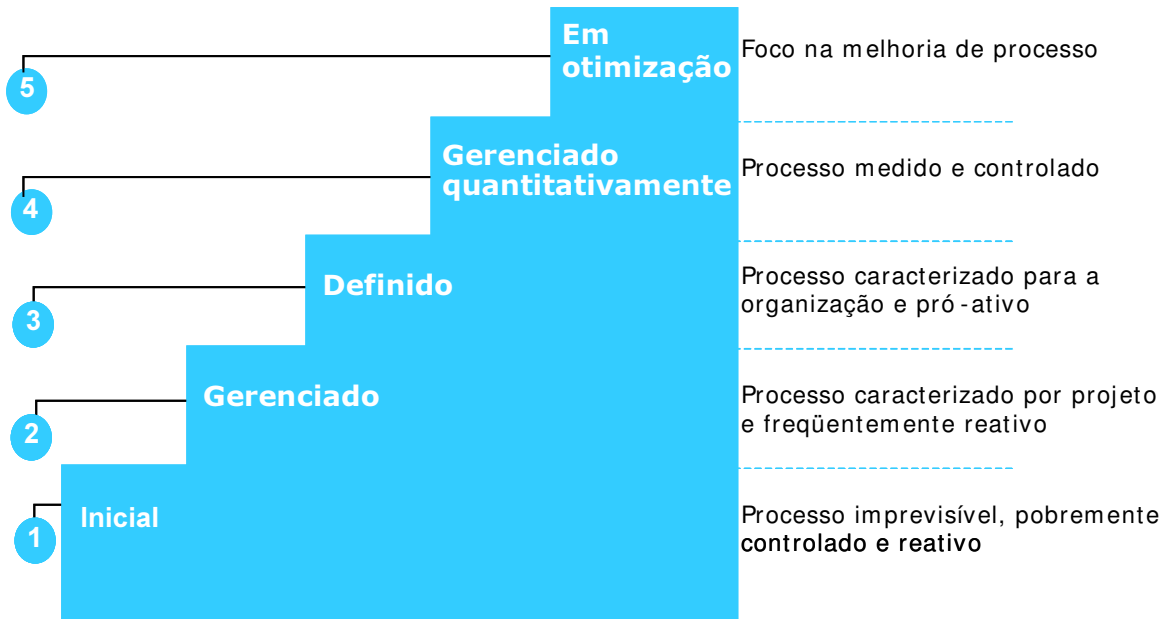 Em
otimização
Foco na melhoria de processo
5
Gerenciado
quantitativamente
Processo medido e controlado
4
Definido
Processo caracterizado para a
organização e pró-ativo
3
Gerenciado
Processo caracterizado por projeto
e freqüentemente reativo
2
Inicial
Processo imprevisível, pobremente
controlado e reativo
1